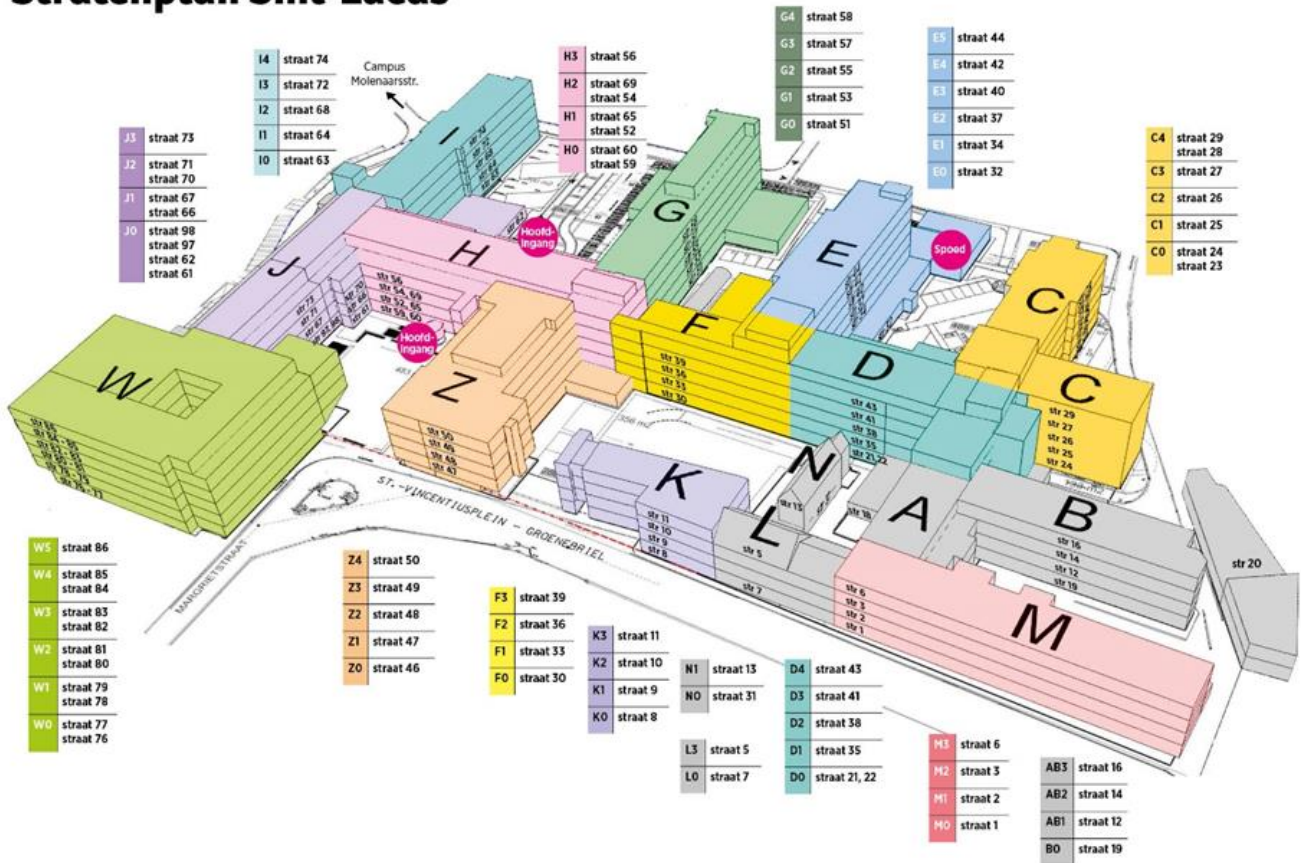 Stratenplan Sint-Lucas
G4 straat 58
G3 straat 57
G2 straat 55
G1 straat 53
G0 straat 51
E5 straat 44
E4 straat 42
E3 straat 40
E2 straat 37
E1 straat 34
E0 straat 32
I4 straat 74
I3 straat 72
I2 straat 68
I1 straat 64
I0 straat 63
Campus
Molenaarsstr.
H3 straat 56
H2 straat 69
straat 54
H1 straat 65
straat 52
H0 straat 60
straat 59
J3 straat 73
J2 straat 71
straat 70
J1 straat 67
straat 66
J0 straat 98
straat 97
straat 62
straat 61
C4 straat 29
straat 28
C3 straat 27
C2 straat 26
C1 straat 25
C0 straat 24
straat 23
I
G
Hoofd-
ingang
H
J
E
Spoed
C
str 56
str 54, 69
str 52, 65
str 59, 60
Hoofd-
ingang
F
str 39
str 36
str 33
str 30
D
str 43
str 41
str 38
str 35
str 21,22
C
str 29
str 27
str 26
str 25
str 24
W
Z
str 50
str 49
str 48
str 47
K
str 11
str 10
str 9
str 8
N
str 13
L
str 5
str 7
str 18
A
B
str 16
str 14
str 12
str 19
str 20
M
str 6
str 3
str 2
str 1
ST.-VINCENTIUSPLEIN - GROENEBRIEL
MARGRIETSTRAAT
W5 straat 86
W4 straat 85
straat 84
W3 straat 83
straat 82
W2 straat 81
straat 80
W1 straat 79
straat 78
W0 straat 77
straat 76
Z4 straat 50
Z3 straat 49
Z2 straat 48
Z1 straat 47
Z0 straat 46
F3 straat 39
F2 straat 36
F1 straat 33
F0 straat 30
K3 straat 11
K2 straat 10
K1 straat 9
K0 straat 8
N1 straat 13
N0 straat 31
L3 straat 5
L0 straat 7
D4 straat 43
D3 straat 41
D2 straat 38
D1 straat 35
D0 straat 21, 22
M3 straat 6
M2 straat 3
M1 straat 2
M0 straat 1
AB3 straat 16
AB2 straat 14
AB1 straat 12
B0 straat 19